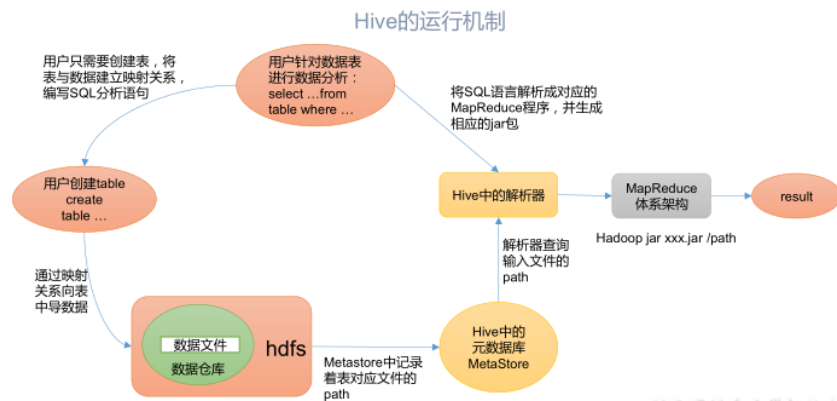 Hive的运行机制
用户只需要创建表，将
表与数据建立映射关系，
编写SQL分析语句
用户针对数据表
进行数据分析：
select ...from
table where ...
将SQL语言解析成对应的
MapReduce程序，并生成
相应的jar包
用户创建table
create
table ...
Hive中的解析器
MapReduce
体系架构
result
Hadoop jar xxx.jar /path
解析器查询
输入文件的
path
通过映射
关系向表
中导数据
数据文件
数据仓库
hdfs
Metastore中记录
着表对应文件的
path
Hive中的
元数据库
MetaStore